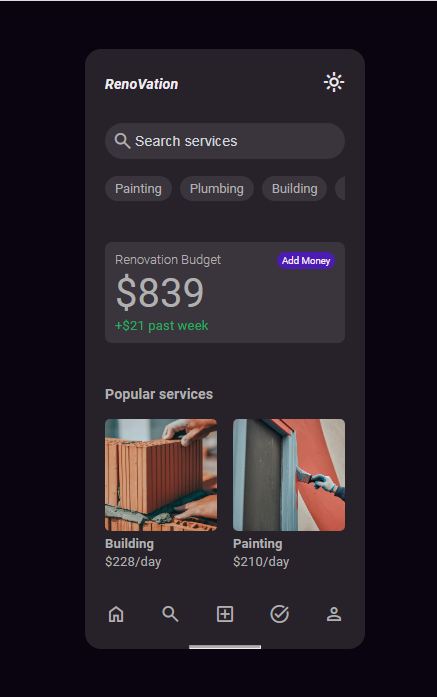 RenoVation
Search services
Painting Plumbing Building
Renovation Budget Add Money
$839
+$21 past week
Popular services
Building Painting
$228/day $210/day